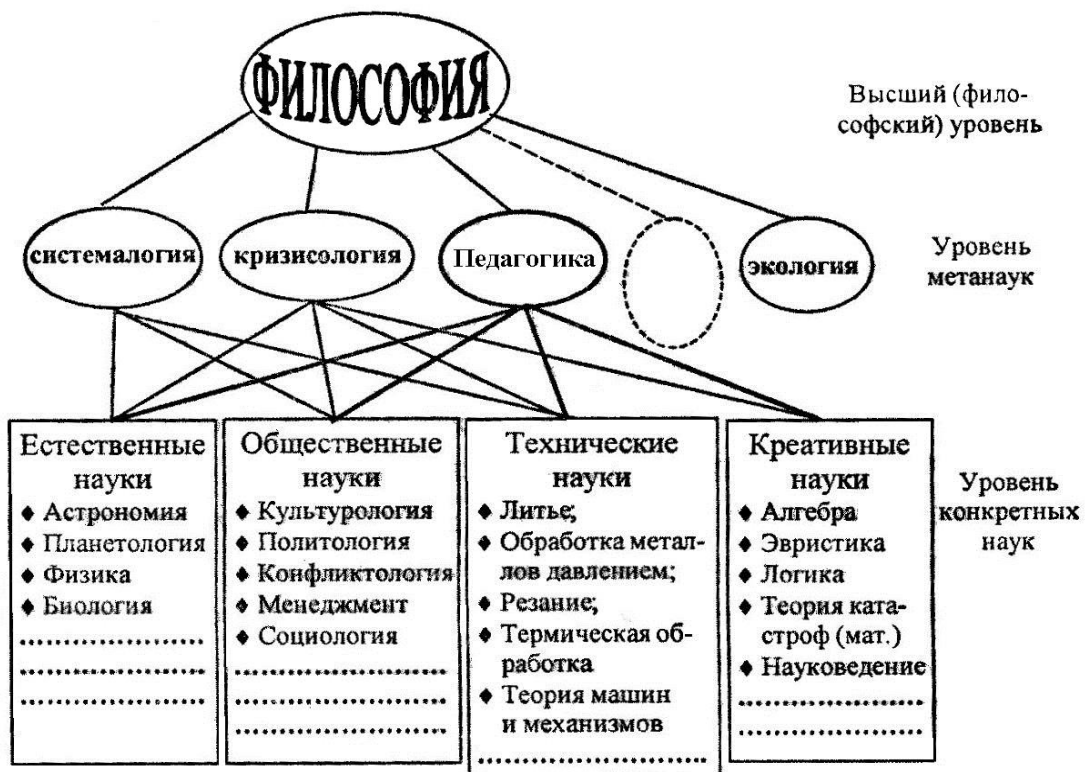 ФИЛОСОФИЯ
Высший (фило-
софский) уровень
системалогия
кризисология
Педагогика
экология
Уровень
метанаук
Естественные
науки
♦ Астрономия
♦ Планетология
♦ Физика
♦ Биология
Общественные
науки
♦ Культурология
♦ Политология
♦ Конфликтология
♦ Менеджмент
♦ Социология
Технические
науки
♦ Литье;
♦ Обработка метал-
лов давлением;
♦ Резание;
♦ Термическая об-
работка
♦ Теория машин
и механизмов
Креативные
науки
♦ Алгебра
♦ Эвристика
♦ Логика
♦ Теория ката-
строф (мат.)
♦ Науковедение
Уровень
конкретных
наук